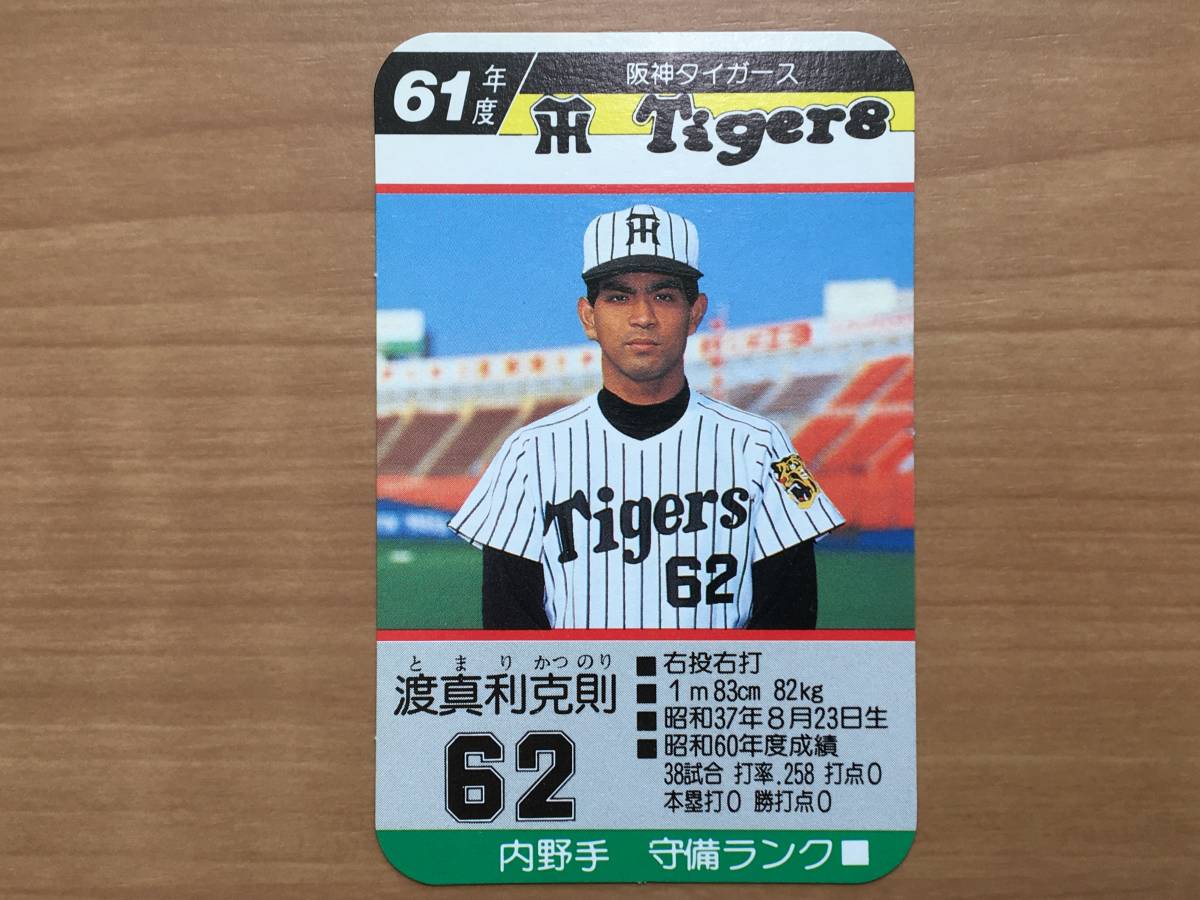 61年度
阪神タイガース
TH Tigers
TH
Tigers
62
とまり かつのり
渡真利克則
62
■右投右打
■1m83cm 82kg
■昭和37年8月23日生
■昭和60年度成績
38試合 打率.258 打点0
本塁打0 勝打点0
内野手 守備ランク■